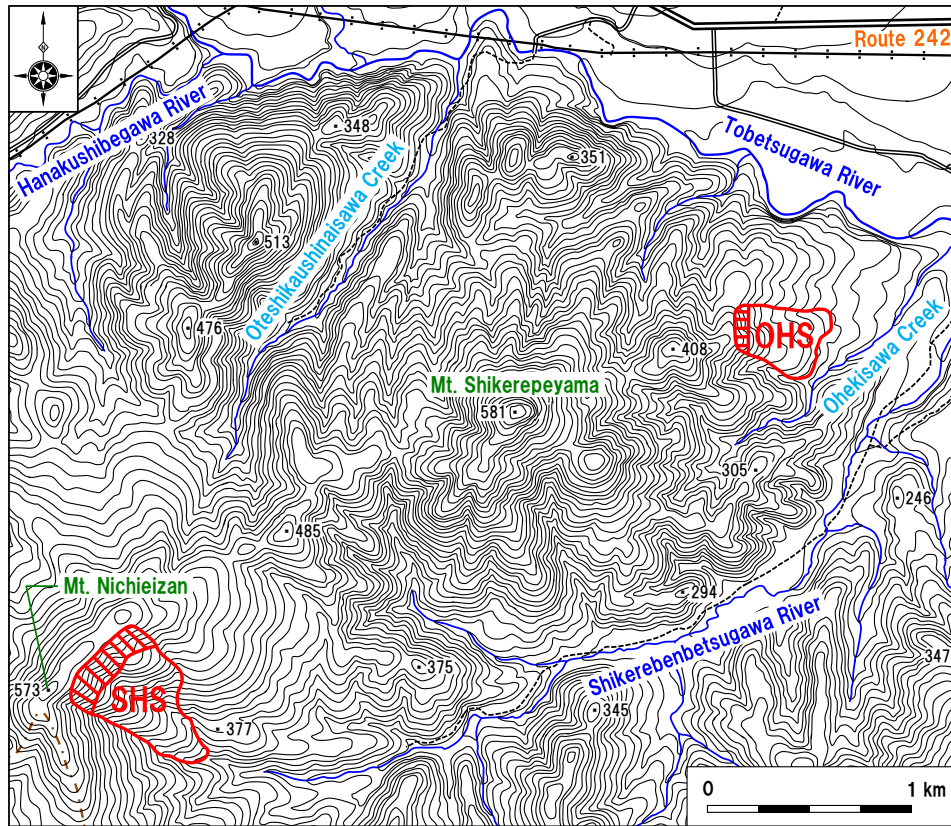 N
Route 242
Hanakushibegawa River
328
348
Oteshikaushinaisawa Creek
351
Tobetsugawa River
513
476
408
OHS
Ohekisawa Creek
Mt. Shikerepeyama
581
305
246
485
Mt. Nichieizan
294
Shikerebenbetsugawa River
347
375
573
SHS
377
345
0 1 km